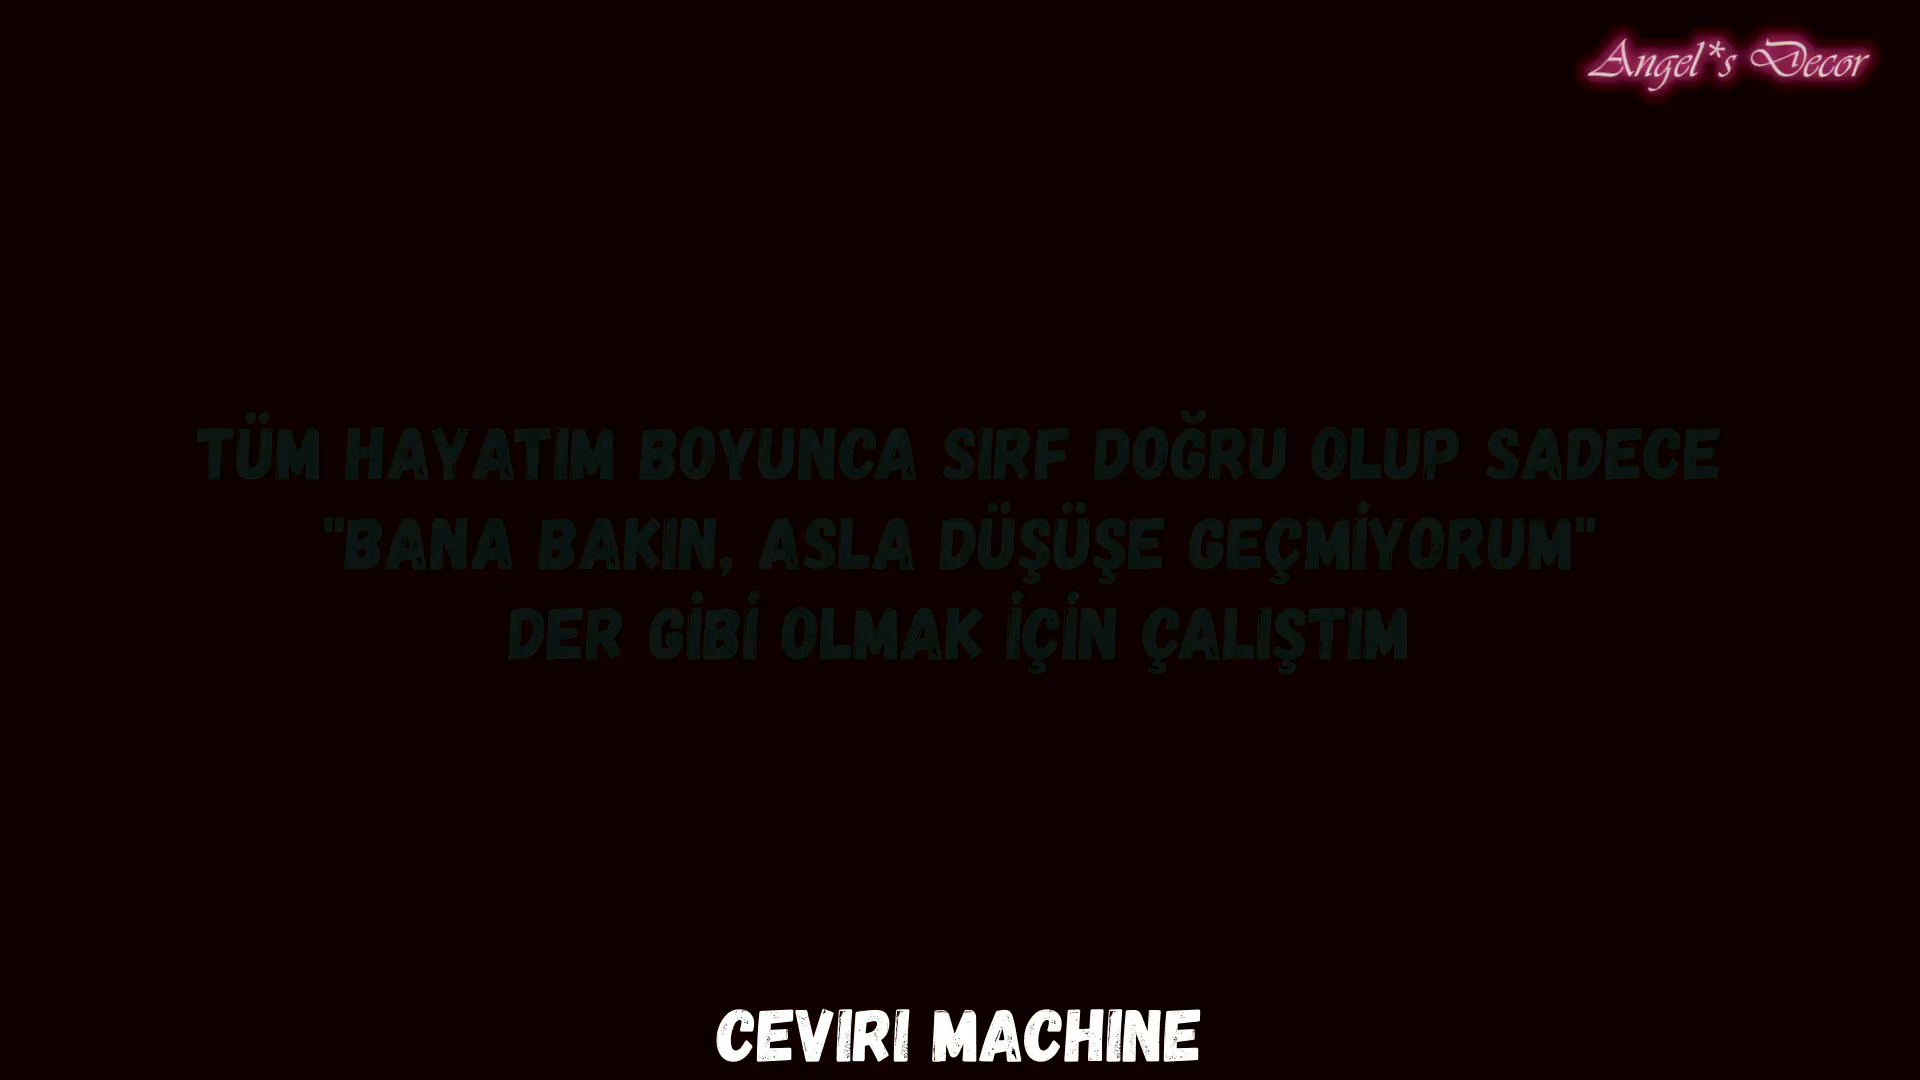 Angel*s Decor
TÜM HAYATIM BOYUNCA SIRF DOĞRU OLUP SADECE
"BANA BAKIN, ASLA DÜŞÜŞE GEÇMİYORUM"
DER GİBİ OLMAK İÇİN ÇALIŞTIM
CEVIRI MACHINE